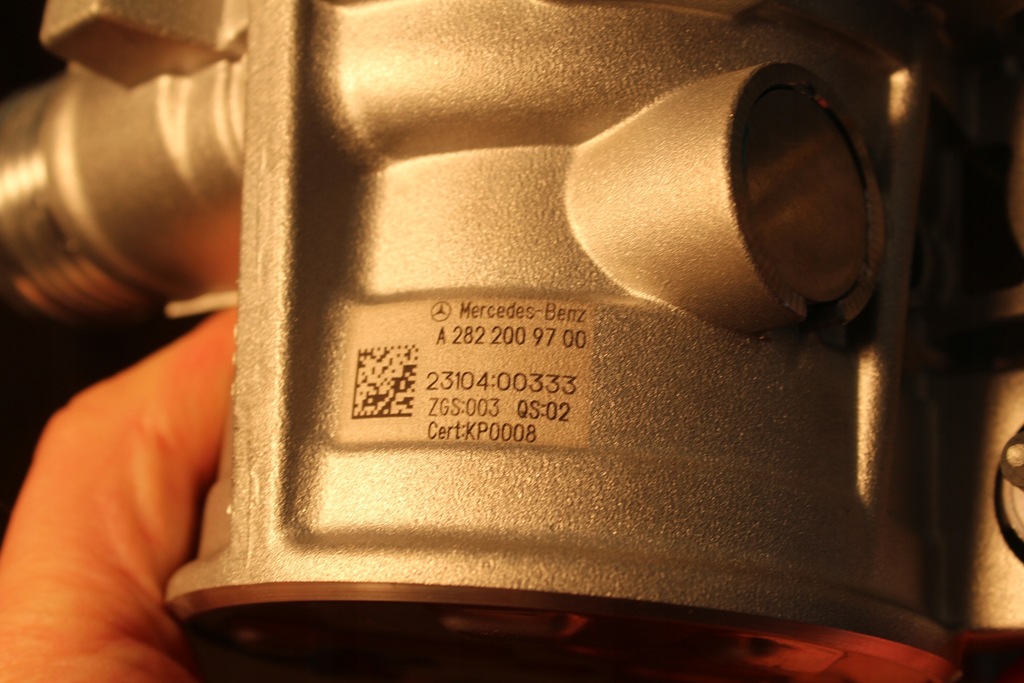 Mercedes-Benz
A 282 200 97 00
23104:00333
ZGS:003 QS:02
Cert:KP0008